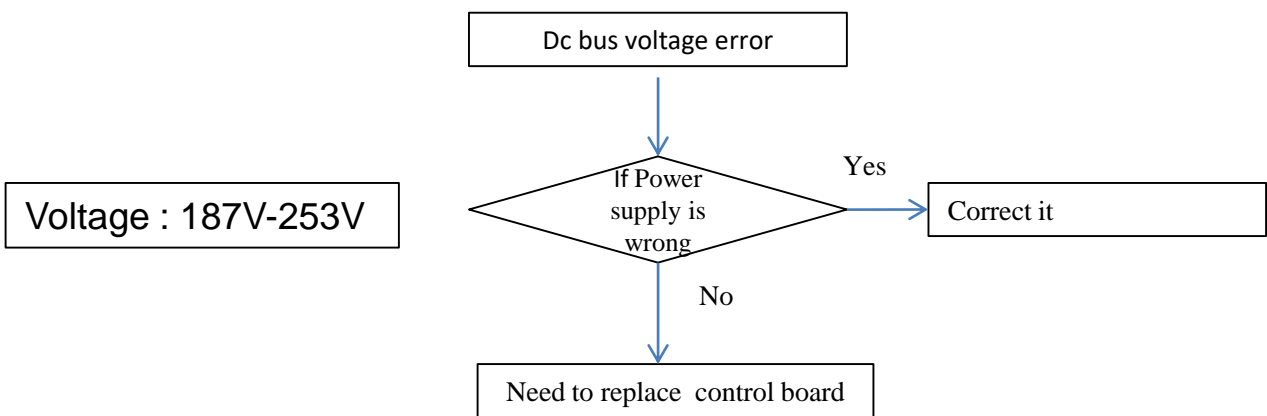 Dc bus voltage error
Yes
If Power
supply is
wrong
Voltage : 187V-253V
Correct it
No
Need to replace control board